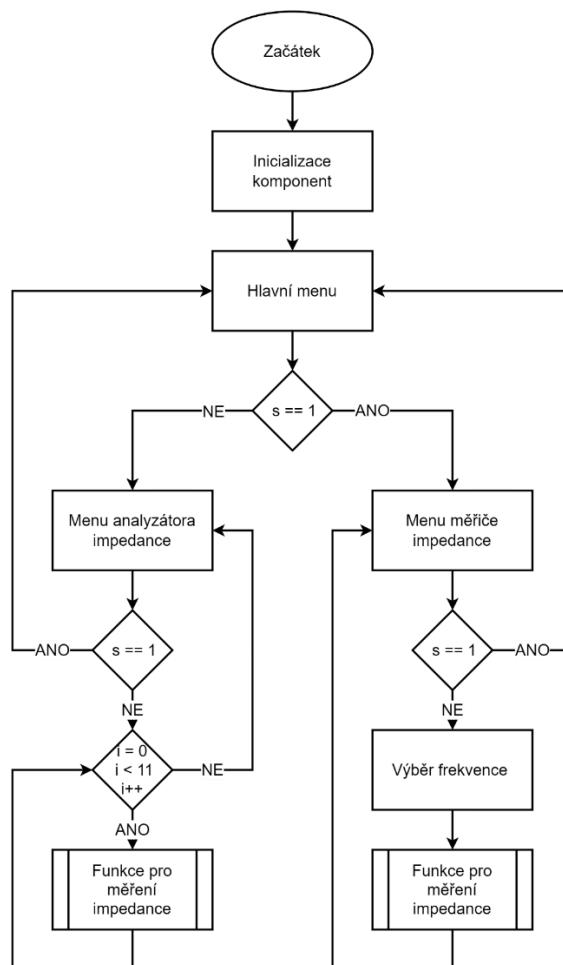 Začátek
Inicializace
komponent
Hlavní menu
s == 1
NE
ANO
Menu analyzátora
impedance
Menu měřiče
impedance
s == 1
ANO
NE
s == 1
ANO
NE
i = 0
i < 11
i++
NE
ANO
Výběr frekvence
Funkce pro
měření
impedance
Funkce pro
měření
impedance